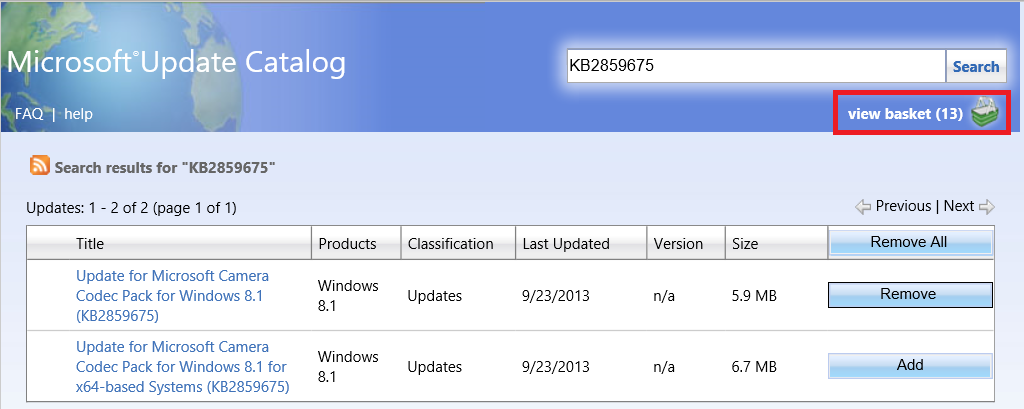 Microsoft® Update Catalog
KB2859675
Search
FAQ | help
view basket (13)
Search results for "KB2859675"
Updates: 1 - 2 of 2 (page 1 of 1)
Previous | Next
Title Products Classification Last Updated Version Size Remove All
Update for Microsoft Camera
Codec Pack for Windows 8.1
(KB2859675)
Windows
8.1
Updates
9/23/2013
n/a
5.9 MB
Remove
Update for Microsoft Camera
Codec Pack for Windows 8.1 for
x64-based Systems (KB2859675)
Windows
8.1
Updates
9/23/2013
n/a
6.7 MB
Add